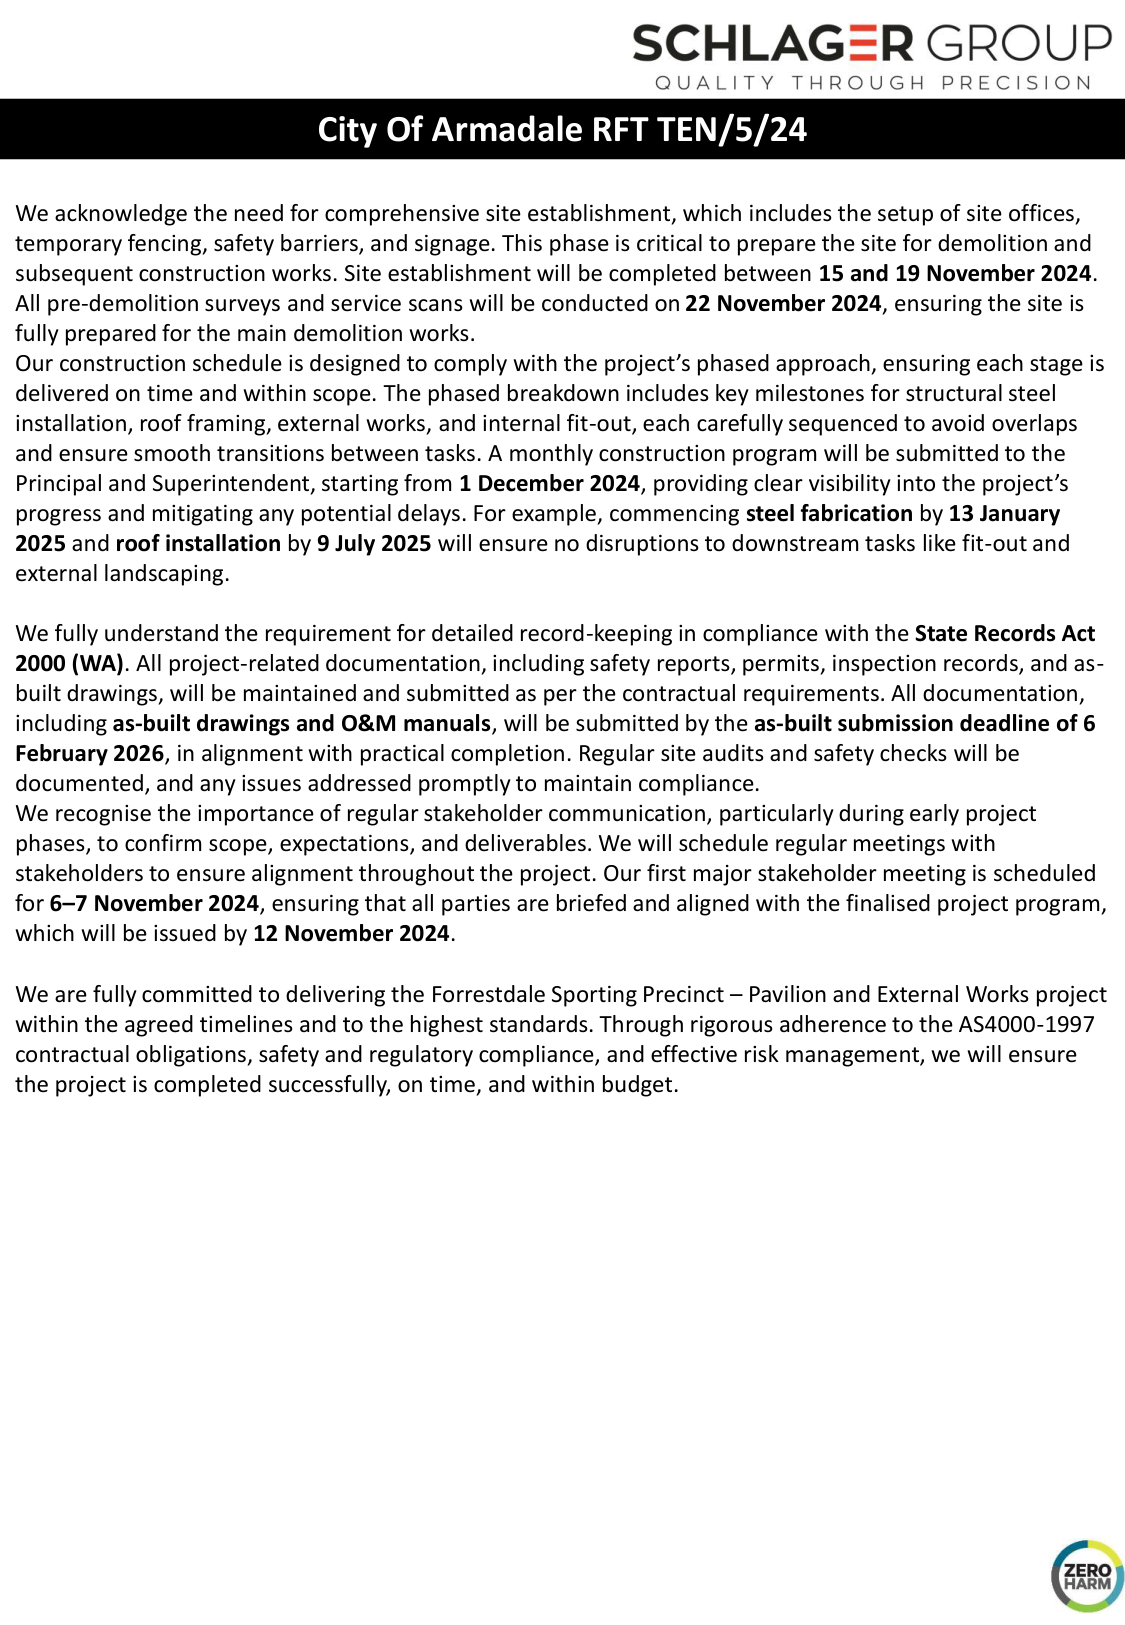 SCHLAGER GROUP
QUALITY THROUGH PRECISION
City Of Armadale RFT TEN/5/24
We acknowledge the need for comprehensive site establishment, which includes the setup of site offices,
temporary fencing, safety barriers, and signage. This phase is critical to prepare the site for demolition and
subsequent construction works. Site establishment will be completed between 15 and 19 November 2024.
All pre-demolition surveys and service scans will be conducted on 22 November 2024, ensuring the site is
fully prepared for the main demolition works.
Our construction schedule is designed to comply with the project’s phased approach, ensuring each stage is
delivered on time and within scope. The phased breakdown includes key milestones for structural steel
installation, roof framing, external works, and internal fit-out, each carefully sequenced to avoid overlaps
and ensure smooth transitions between tasks. A monthly construction program will be submitted to the
Principal and Superintendent, starting from 1 December 2024, providing clear visibility into the project’s
progress and mitigating any potential delays. For example, commencing steel fabrication by 13 January
2025 and roof installation by 9 July 2025 will ensure no disruptions to downstream tasks like fit-out and
external landscaping.
We fully understand the requirement for detailed record-keeping in compliance with the State Records Act
2000 (WA). All project-related documentation, including safety reports, permits, inspection records, and as-
built drawings, will be maintained and submitted as per the contractual requirements. All documentation,
including as-built drawings and O&M manuals, will be submitted by the as-built submission deadline of 6
February 2026, in alignment with practical completion. Regular site audits and safety checks will be
documented, and any issues addressed promptly to maintain compliance.
We recognise the importance of regular stakeholder communication, particularly during early project
phases, to confirm scope, expectations, and deliverables. We will schedule regular meetings with
stakeholders to ensure alignment throughout the project. Our first major stakeholder meeting is scheduled
for 6–7 November 2024, ensuring that all parties are briefed and aligned with the finalised project program,
which will be issued by 12 November 2024.
We are fully committed to delivering the Forrestdale Sporting Precinct – Pavilion and External Works project
within the agreed timelines and to the highest standards. Through rigorous adherence to the AS4000-1997
contractual obligations, safety and regulatory compliance, and effective risk management, we will ensure
the project is completed successfully, on time, and within budget.
ZERO
HARM